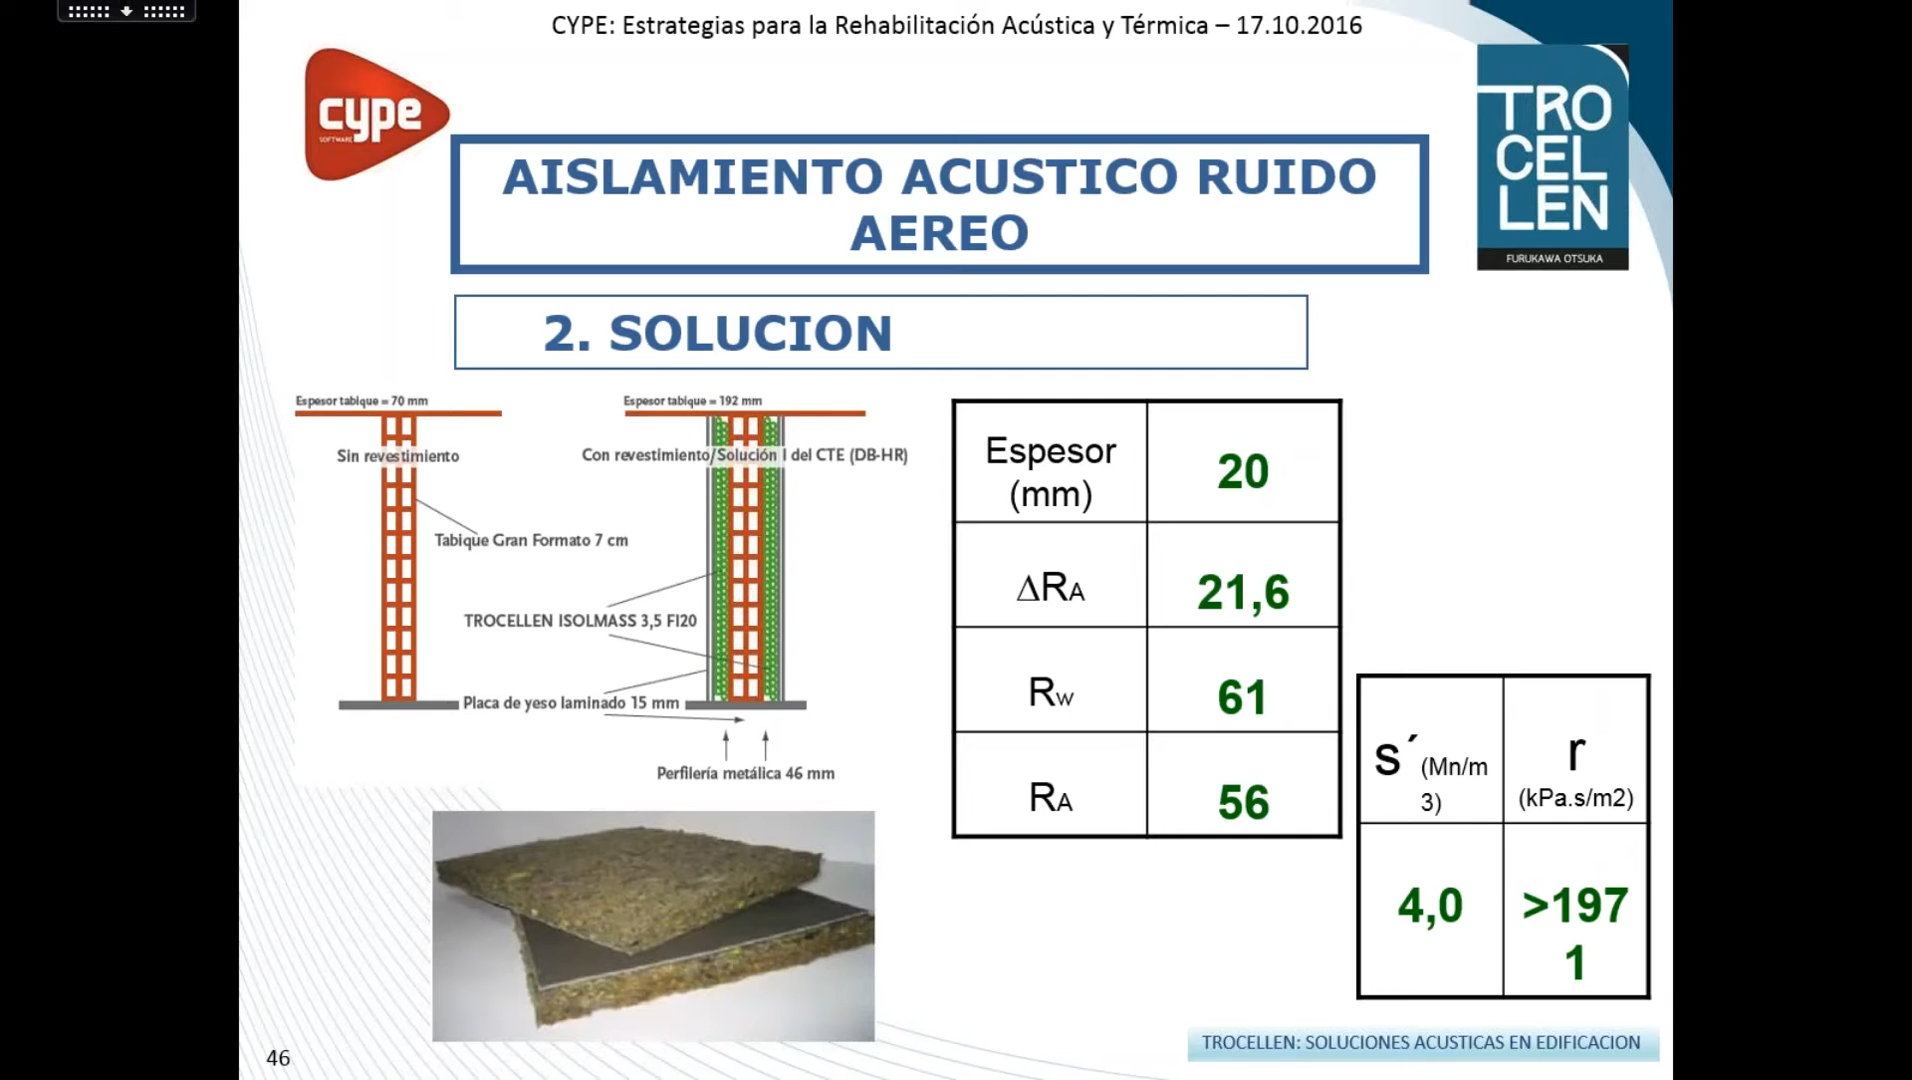 CYPE: Estrategias para la Rehabilitación Acústica y Térmica – 17.10.2016
cype
SOFTWARE
TRO
CEL
LEN
FURUKAWA OTSUKA
AISLAMIENTO ACUSTICO RUIDO
AEREO
2. SOLUCION
Espesor tabique = 70 mm
Sin revestimiento
Tabique Gran Formato 7 cm
Espesor tabique = 192 mm
Con revestimiento/Solución I del CTE (DB-HR)
TROCELLEN ISOLMASS 3,5 FI20
Placa de yeso laminado 15 mm
Perfilería metálica 46 mm
Espesor
(mm)
20
ΔRA
21,6
Rw
61
RA
56
s´(Mn/m
3)
r
(kPa.s/m2)
4,0
>197
1
TROCELLEN: SOLUCIONES ACUSTICAS EN EDIFICACION
46